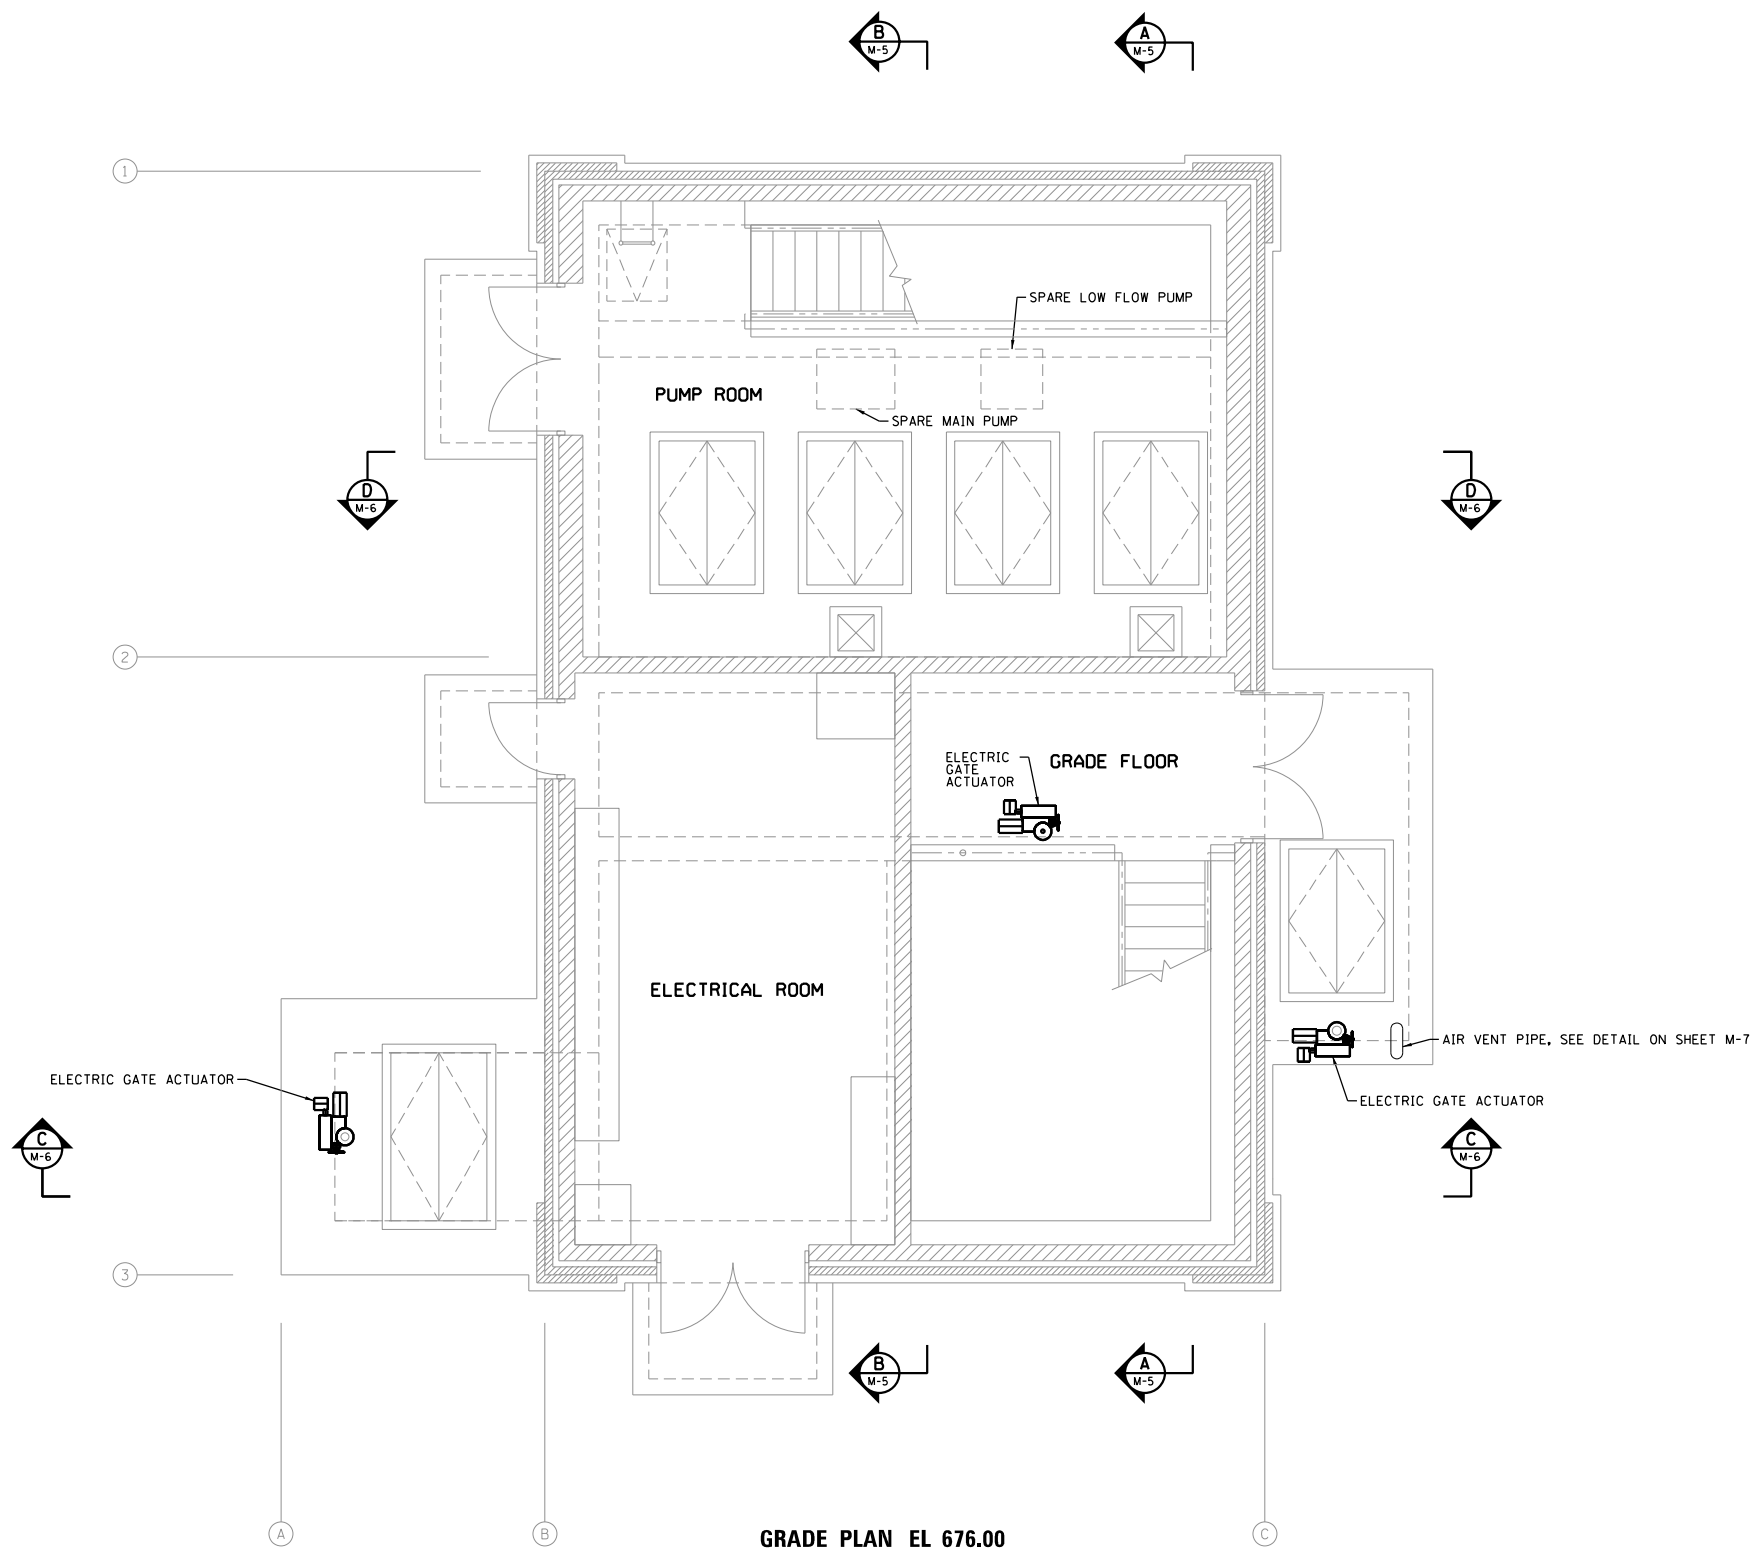 B
M-5
A
M-5
1
SPARE LOW FLOW PUMP
PUMP ROOM
SPARE MAIN PUMP
D
M-6
D
M-6
2
ELECTRIC
GATE
ACTUATOR
GRADE FLOOR
ELECTRICAL ROOM
AIR VENT PIPE, SEE DETAIL ON SHEET M-7
ELECTRIC GATE ACTUATOR
ELECTRIC GATE ACTUATOR
C
M-6
C
M-6
3
B
M-5
A
M-5
A
B
C
GRADE PLAN EL 676.00